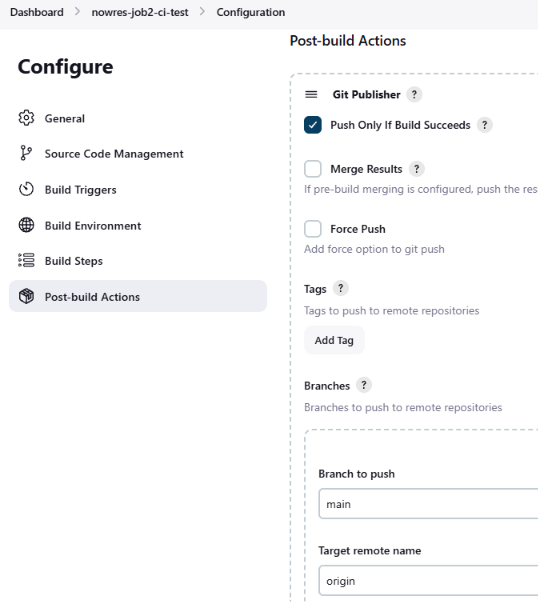 Dashboard > nowres-job2-ci-test > Configuration
Configure
General
Source Code Management
Build Triggers
Build Environment
Build Steps
Post-build Actions
Post-build Actions
Git Publisher ?
Push Only If Build Succeeds ?
Merge Results ?
If pre-build merging is configured, push the res
Force Push
Add force option to git push
Tags ?
Tags to push to remote repositories
Add Tag
Branches ?
Branches to push to remote repositories
Branch to push
main
Target remote name
origin